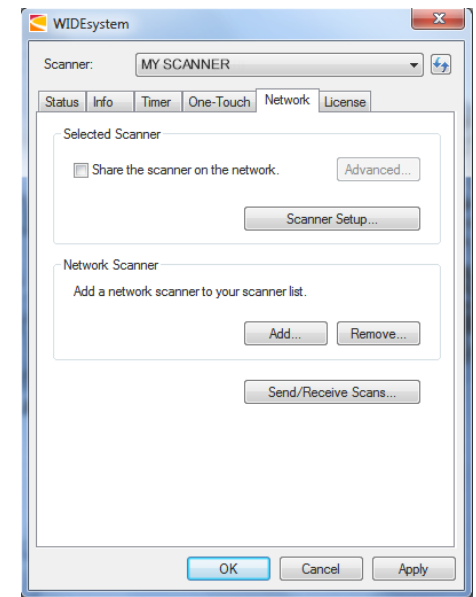 WIDEsystem
Scanner: MY SCANNER
Status Info Timer One-Touch Network License
Selected Scanner
Share the scanner on the network. Advanced...
Scanner Setup...
Network Scanner
Add a network scanner to your scanner list.
Add... Remove...
Send/Receive Scans...
OK Cancel Apply